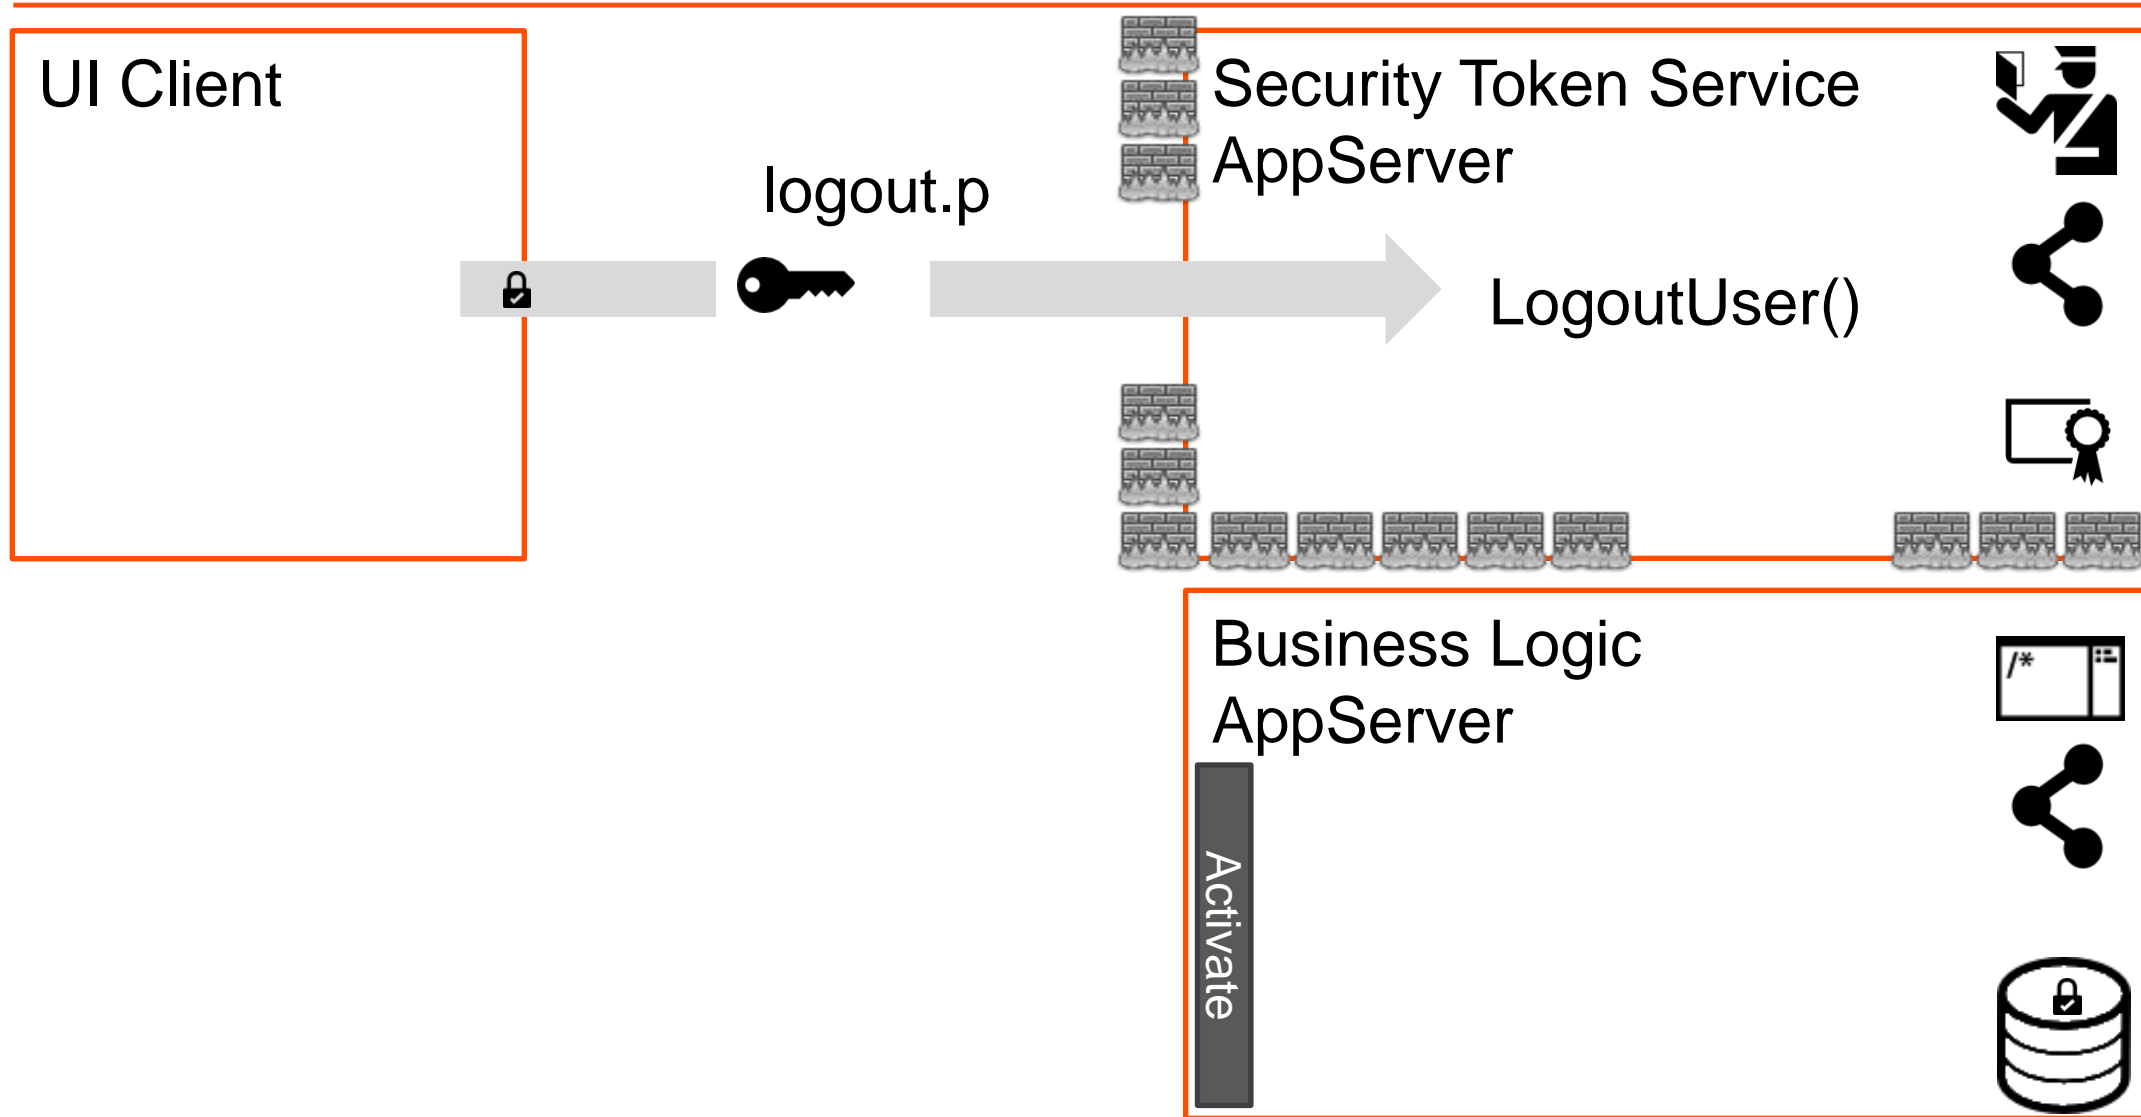 UI Client
logout.p
Security Token Service
AppServer
LogoutUser()
Business Logic
AppServer
/*
Activate